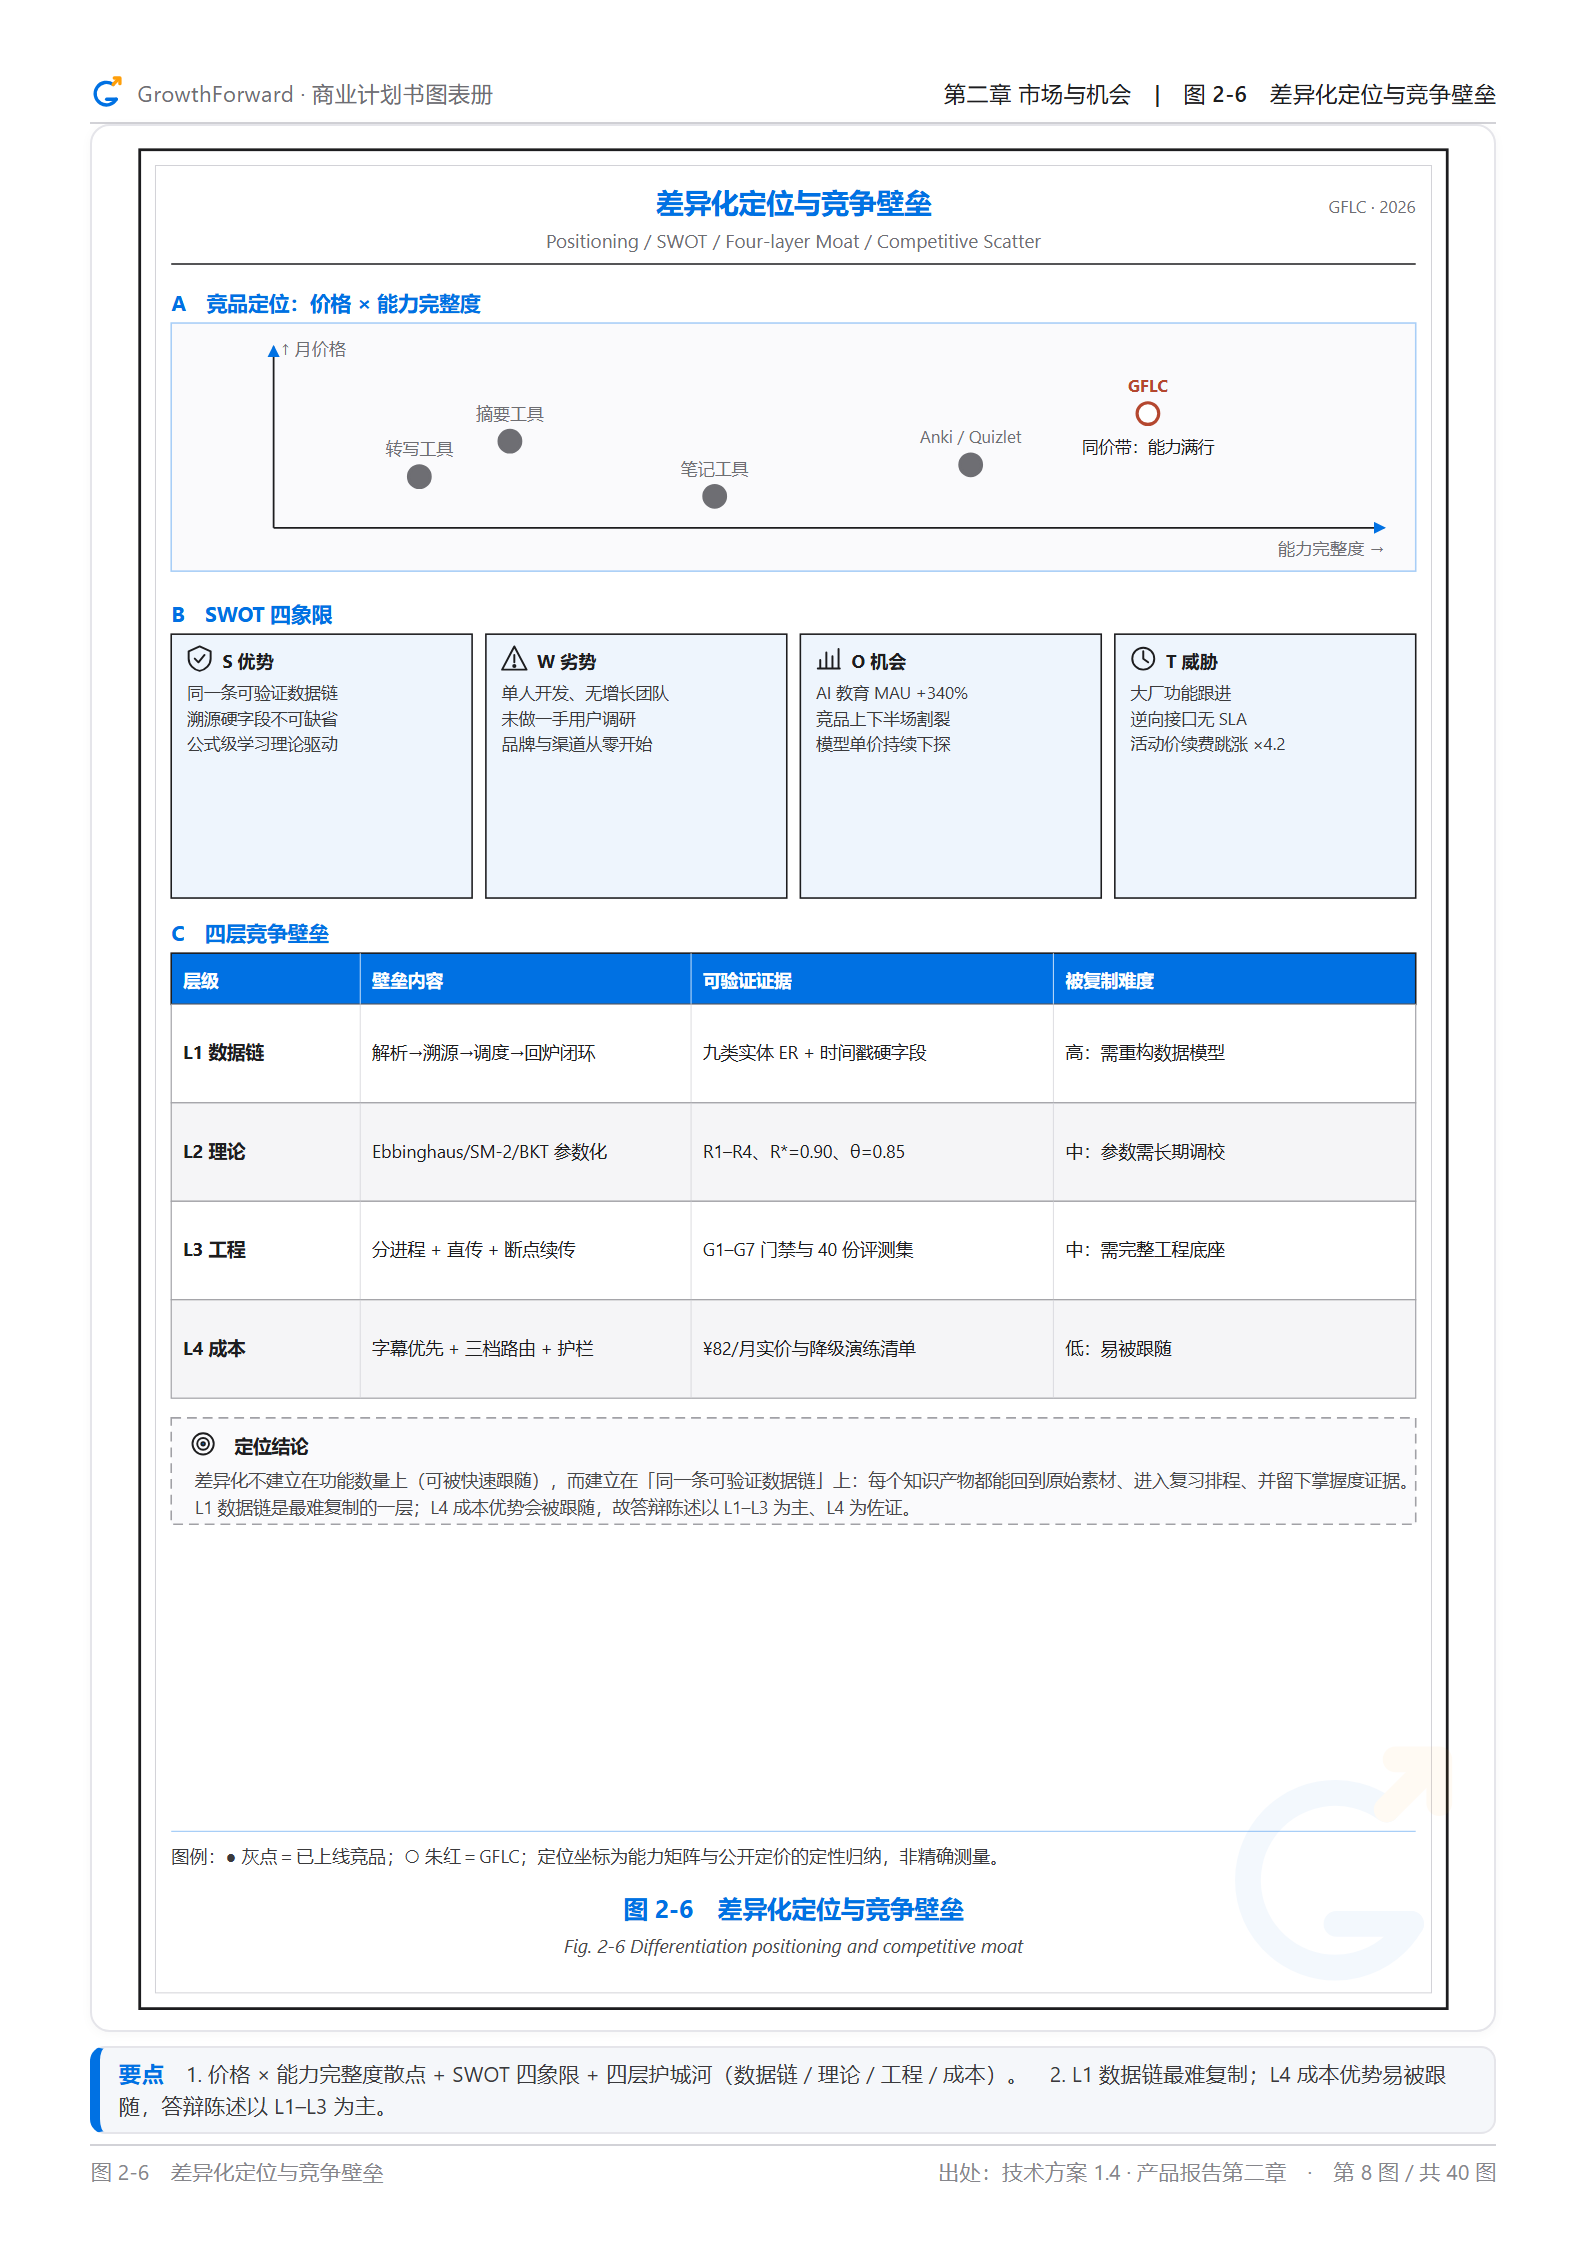 GrowthForward · 商业计划书图表册
第二章 市场与机会 | 图 2-6 差异化定位与竞争壁垒
差异化定位与竞争壁垒
GFLC · 2026
Positioning / SWOT / Four-layer Moat / Competitive Scatter
A 竞品定位：价格 × 能力完整度
↑ 月价格
GFLC
摘要工具
Anki / Quizlet
转写工具
同价带：能力满行
笔记工具
能力完整度 →
B SWOT 四象限
S 优势
同一条可验证数据链
溯源硬字段不可缺省
公式级学习理论驱动
W 劣势
单人开发、无增长团队
未做一手用户调研
品牌与渠道从零开始
O 机会
AI 教育 MAU +340%
竞品上下半场割裂
模型单价持续下探
T 威胁
大厂功能跟进
逆向接口无 SLA
活动价续费跳涨 ×4.2
C 四层竞争壁垒
层级 壁垒内容 可验证证据 被复制难度
L1 数据链 解析→溯源→调度→回炉闭环 九类实体 ER + 时间戳硬字段 高：需重构数据模型
L2 理论 Ebbinghaus/SM-2/BKT 参数化 R1–R4、R*=0.90、θ=0.85 中：参数需长期调校
L3 工程 分进程 + 直传 + 断点续传 G1–G7 门禁与 40 份评测集 中：需完整工程底座
L4 成本 字幕优先 + 三档路由 + 护栏 ¥82/月实价与降级演练清单 低：易被跟随
定位结论
差异化不建立在功能数量上（可被快速跟随），而建立在「同一条可验证数据链」上：每个知识产物都能回到原始素材、进入复习排程、并留下掌握度证据。
L1 数据链是最难复制的一层；L4 成本优势会被跟随，故答辩陈述以 L1–L3 为主、L4 为佐证。
图例：● 灰点 = 已上线竞品；○ 朱红 = GFLC；定位坐标为能力矩阵与公开定价的定性归纳，非精确测量。
图 2-6 差异化定位与竞争壁垒
Fig. 2-6 Differentiation positioning and competitive moat
要点 1. 价格 × 能力完整度散点 + SWOT 四象限 + 四层护城河（数据链 / 理论 / 工程 / 成本）。 2. L1 数据链最难复制；L4 成本优势易被跟
随，答辩陈述以 L1–L3 为主。
图 2-6 差异化定位与竞争壁垒
出处：技术方案 1.4 · 产品报告第二章 · 第 8 图 / 共 40 图